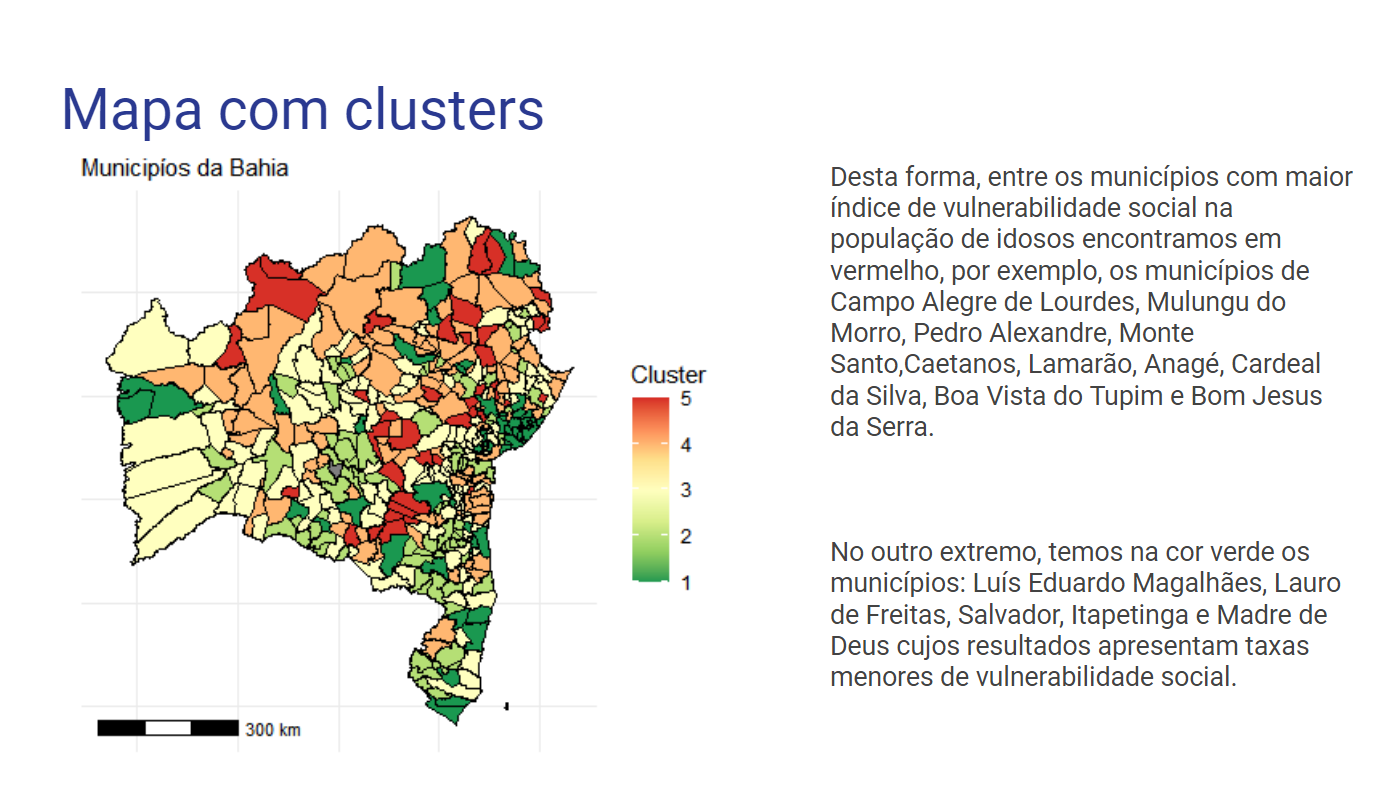 Mapa com clusters
Municipíos da Bahia
Cluster
5
4
3
2
1
300 km
Desta forma, entre os municípios com maior
índice de vulnerabilidade social na
população de idosos encontramos em
vermelho, por exemplo, os municípios de
Campo Alegre de Lourdes, Mulungu do
Morro, Pedro Alexandre, Monte
Santo,Caetanos, Lamarão, Anagé, Cardeal
da Silva, Boa Vista do Tupim e Bom Jesus
da Serra.
No outro extremo, temos na cor verde os
municípios: Luís Eduardo Magalhães, Lauro
de Freitas, Salvador, Itapetinga e Madre de
Deus cujos resultados apresentam taxas
menores de vulnerabilidade social.